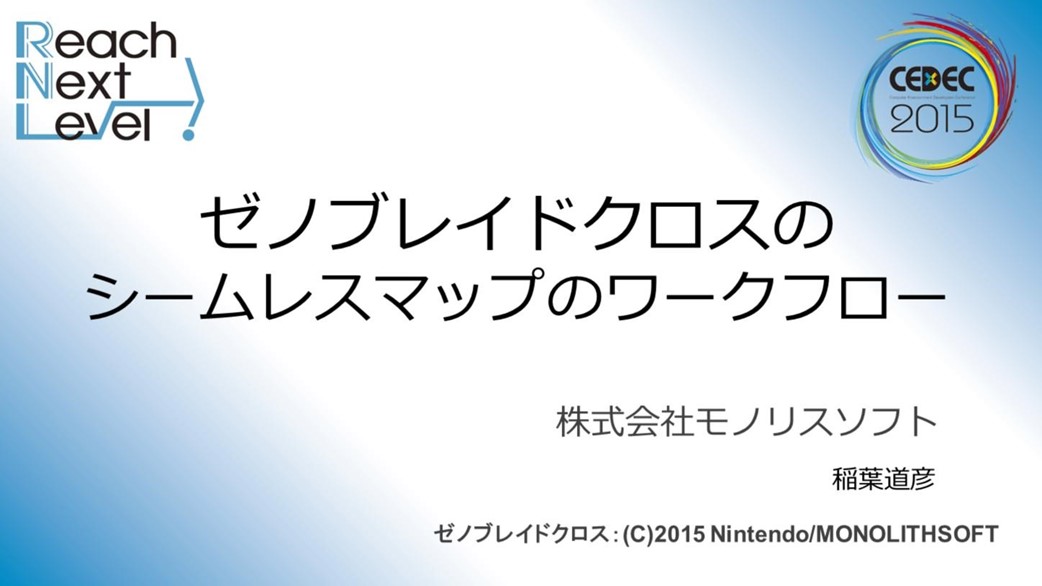 Reach
Next
Level
CEDEC
2015
ゼノブレイドクロスの
シームレスマップのワークフロー
株式会社モノリスソフト
稲葉道彦
ゼノブレイドクロス：(C)2015 Nintendo/MONOLITHSOFT